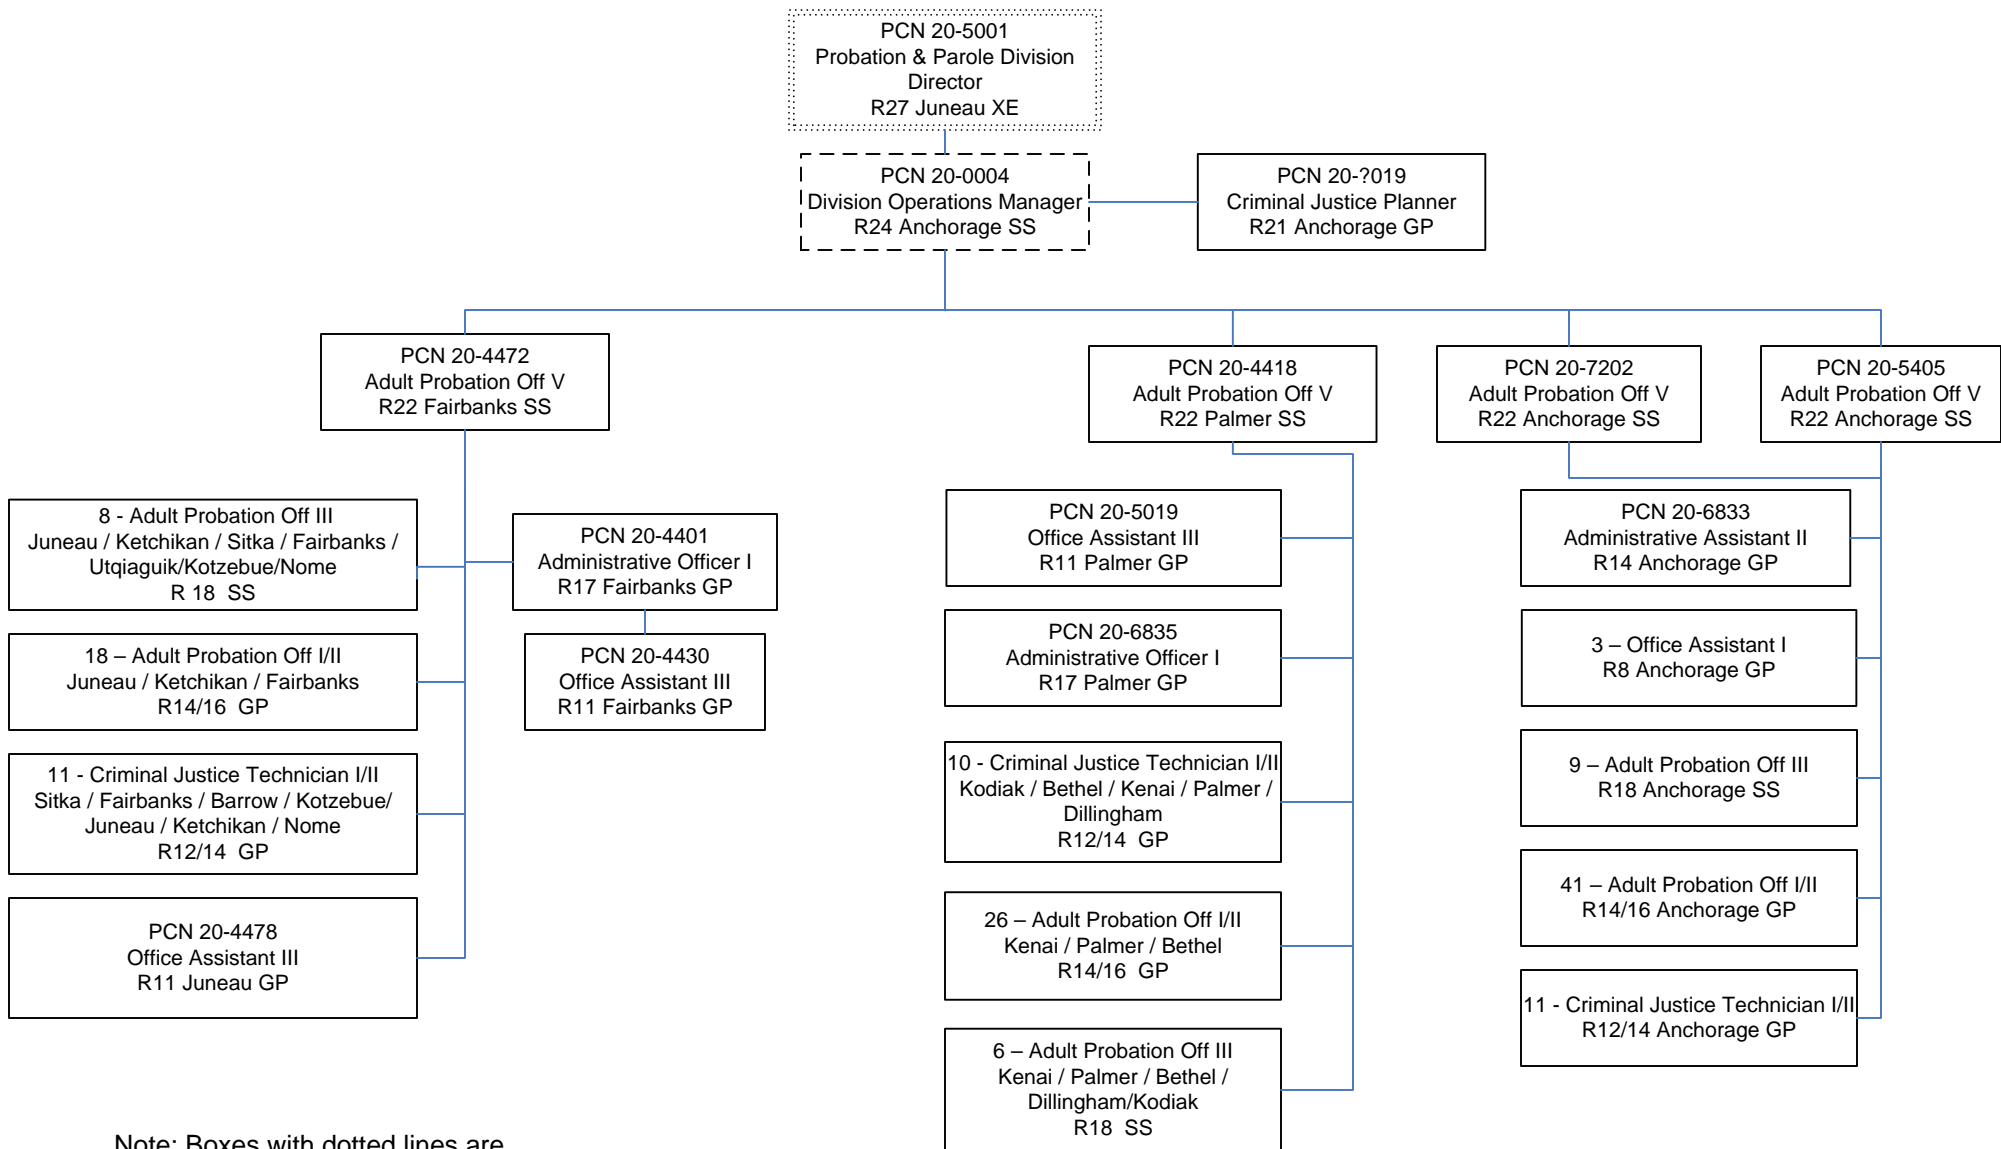 PCN 20-5001
Probation & Parole Division
Director
R27 Juneau XE
PCN 20-0004
Division Operations Manager
R24 Anchorage SS
PCN 20-?019
Criminal Justice Planner
R21 Anchorage GP
PCN 20-4472
Adult Probation Off V
R22 Fairbanks SS
PCN 20-4418
Adult Probation Off V
R22 Palmer SS
PCN 20-7202
Adult Probation Off V
R22 Anchorage SS
PCN 20-5405
Adult Probation Off V
R22 Anchorage SS
8 - Adult Probation Off III
Juneau / Ketchikan / Sitka / Fairbanks /
Utqiaguik/Kotzebue/Nome
R 18  SS
18 – Adult Probation Off I/II
Juneau / Ketchikan / Fairbanks
R14/16  GP
11 - Criminal Justice Technician I/II
Sitka / Fairbanks / Barrow / Kotzebue/
Juneau / Ketchikan / Nome
R12/14  GP
PCN 20-4478
Office Assistant III
R11 Juneau GP
PCN 20-4401
Administrative Officer I
R17 Fairbanks GP
PCN 20-4430
Office Assistant III
R11 Fairbanks GP
PCN 20-5019
Office Assistant III
R11 Palmer GP
PCN 20-6835
Administrative Officer I
R17 Palmer GP
10 - Criminal Justice Technician I/II
Kodiak / Bethel / Kenai / Palmer /
Dillingham
R12/14  GP
26 – Adult Probation Off I/II
Kenai / Palmer / Bethel
R14/16  GP
6 – Adult Probation Off III
Kenai / Palmer / Bethel /
Dillingham/Kodiak
R18  SS
PCN 20-6833
Administrative Assistant II
R14 Anchorage GP
3 – Office Assistant I
R8 Anchorage GP
9 – Adult Probation Off III
R18 Anchorage SS
41 – Adult Probation Off I/II
R14/16 Anchorage GP
11 - Criminal Justice Technician I/II
R12/14 Anchorage GP
Note: Boxes with dotted lines are